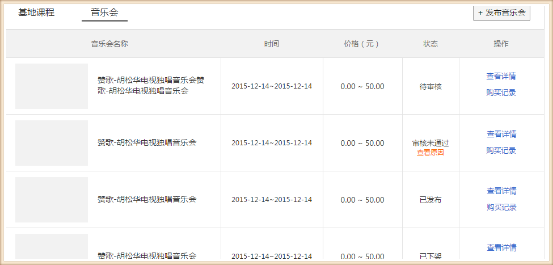 基地课程 音乐会 + 发布音乐会
音乐会名称 时间 价格(元) 状态 操作
赞歌-胡松华电视独唱音乐会赞
歌-胡松华电视独唱音乐会 2015-12-14~2015-12-14 0.00 ~ 50.00 待审核 查看详情
购买记录
赞歌-胡松华电视独唱音乐会 2015-12-14~2015-12-14 0.00 ~ 50.00 审核未通过 查看详情
查看原因 购买记录
赞歌-胡松华电视独唱音乐会 2015-12-14~2015-12-14 0.00 ~ 50.00 已发布 查看详情
购买记录
赞歌-胡松华电视独唱音乐会 2015-12-14~2015-12-14 0.00 ~ 50.00 已下架 查看详情